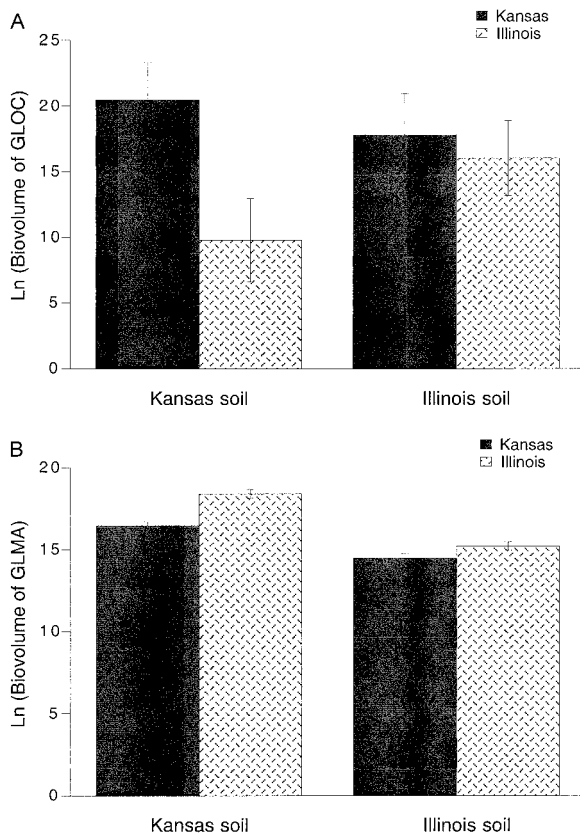 A
Kansas
Illinois
Ln (Biovolume of GLOC)
25
20
15
10
5
0
Kansas soil
Illinois soil
B
Kansas
Illinois
Ln (Biovolume of GLMA)
20
15
10
5
0
Kansas soil
Illinois soil